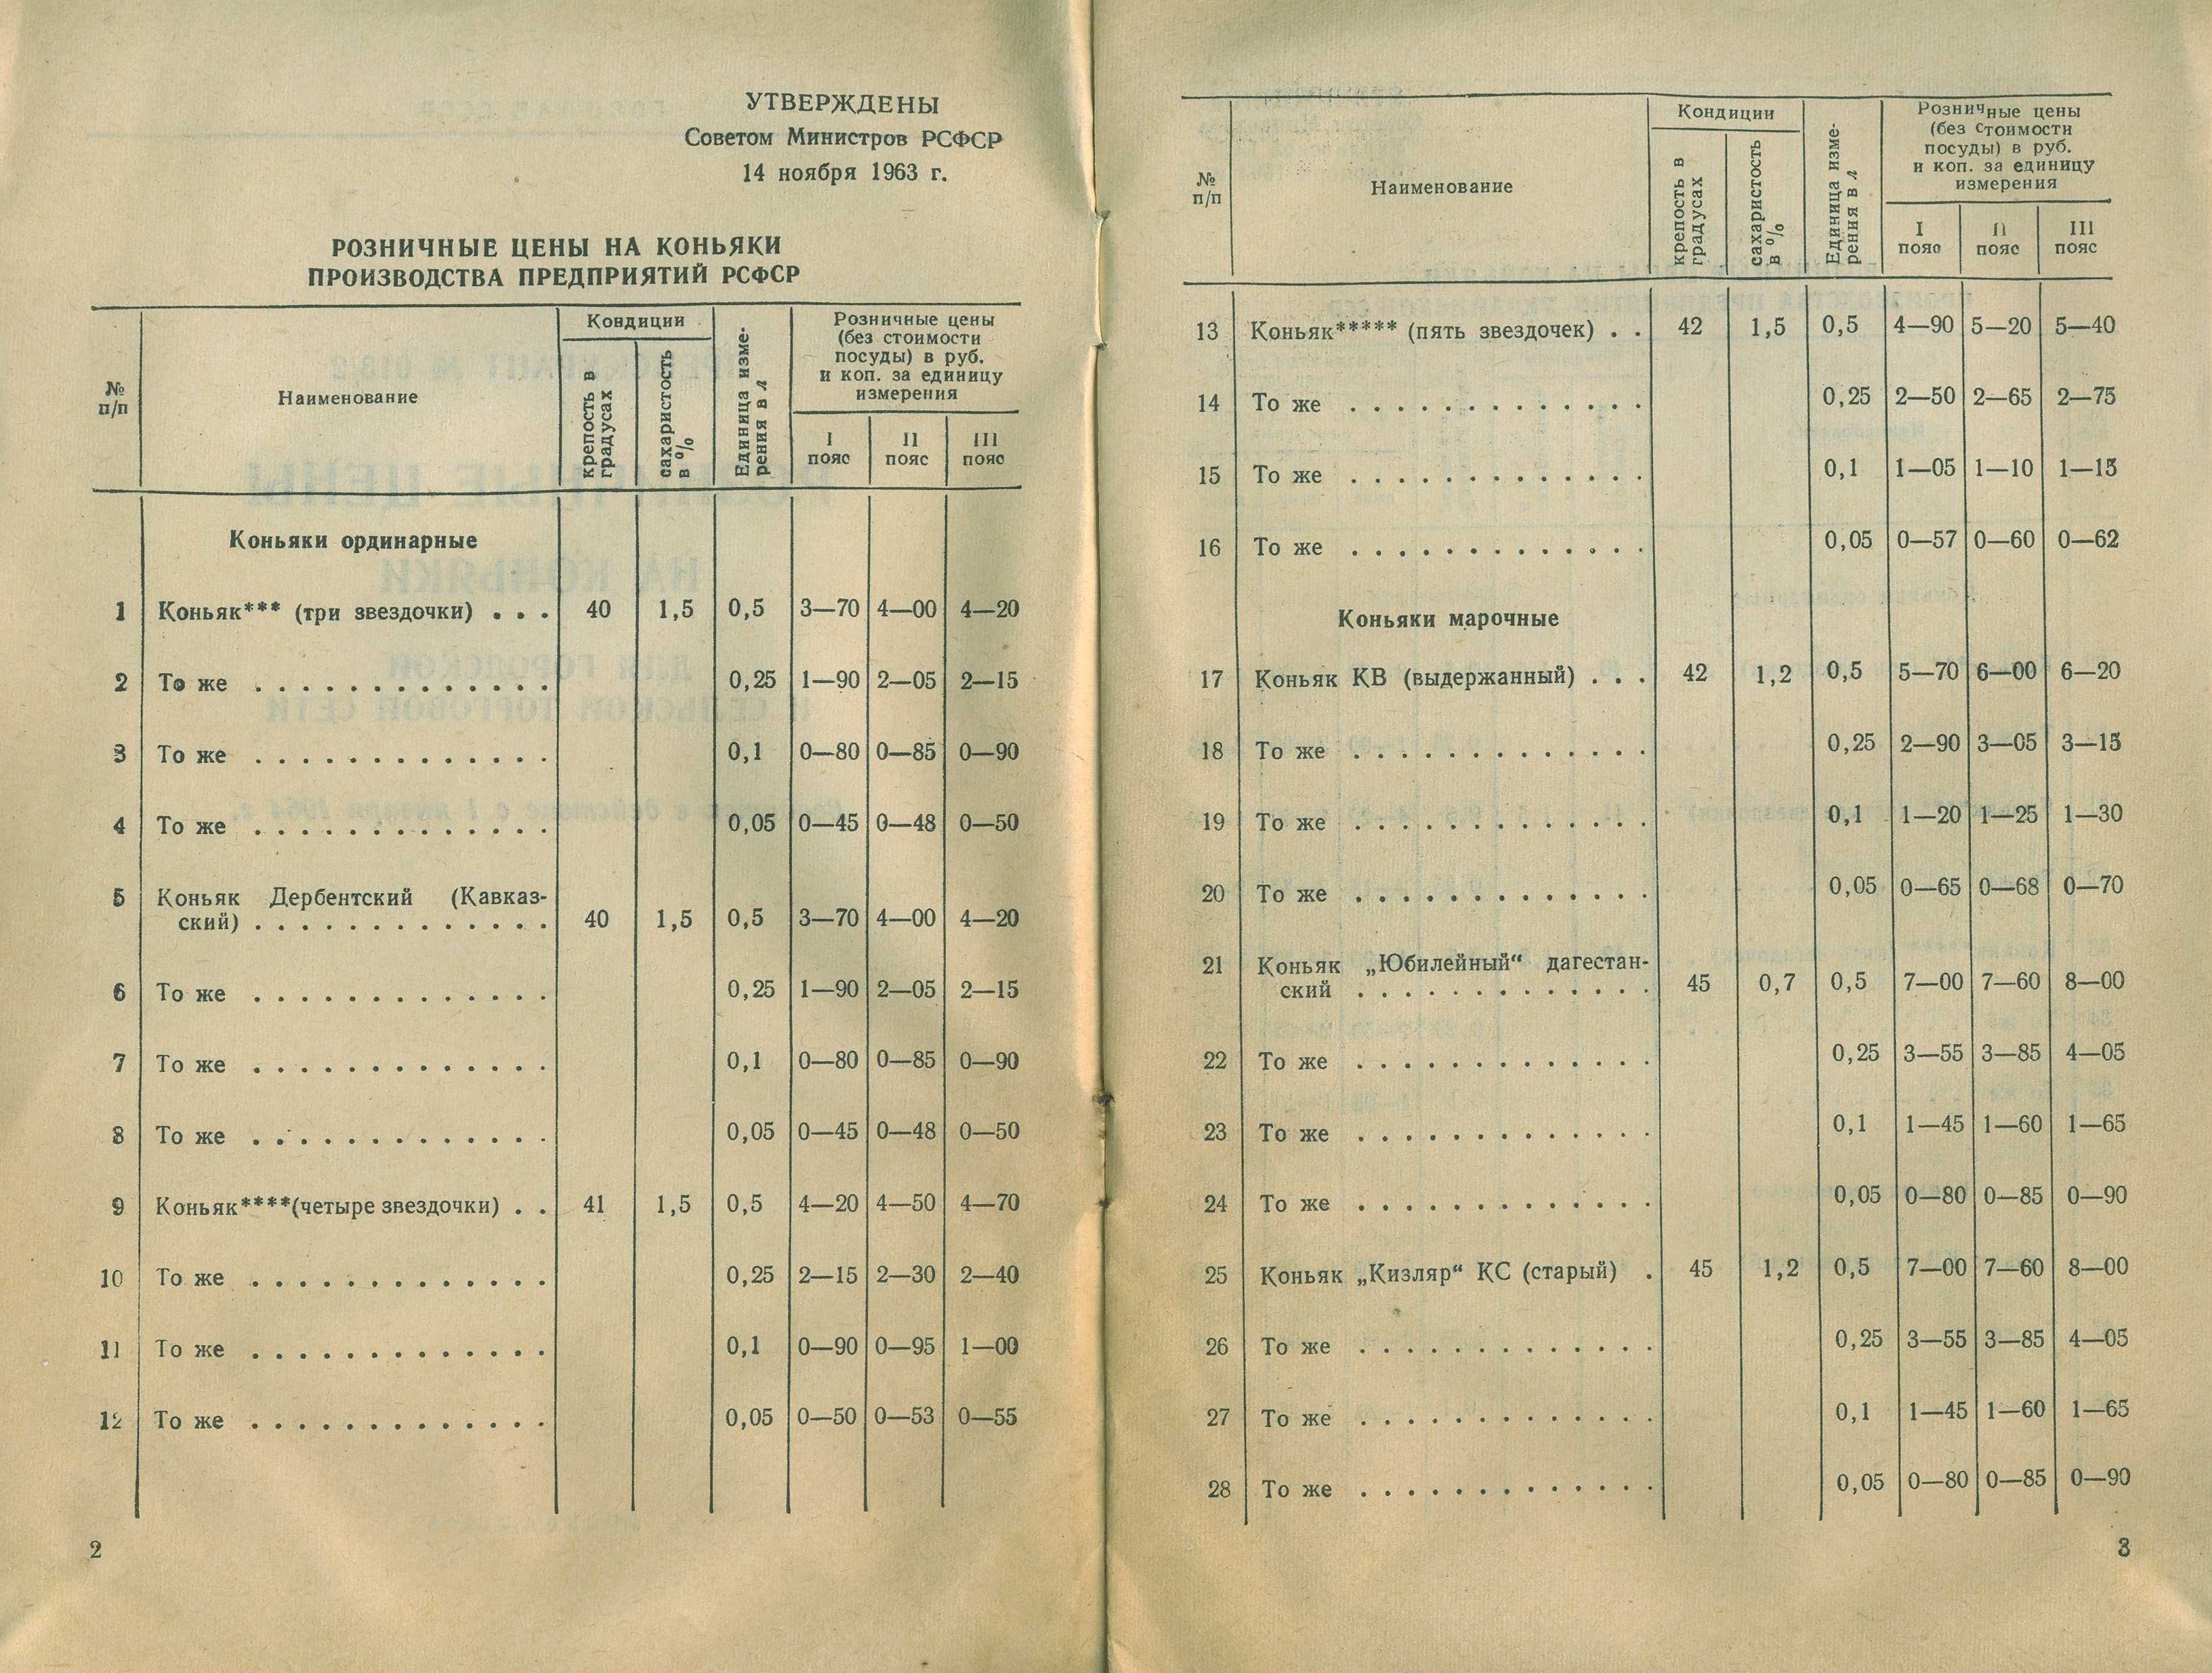 УТВЕРЖДЕНЫ
Советом Министров РСФСР
14 ноября 1963 г.
РОЗНИЧНЫЕ ЦЕНЫ НА КОНЬЯКИ
ПРОИЗВОДСТВА ПРЕДПРИЯТИЙ РСФСР
№ п/п
Наименование
Кондиции
крепость в градусах
сахаристость в %
Единица изме-
рения в л
Розничные цены
(без стоимости
посуды) в руб.
и коп. за единицу
измерения
I пояс II пояс III пояс
Коньяки ординарные
1 Коньяк*** (три звездочки) . . . 40 1,5 0,5 3—70 4—00 4—20
2 То же . . . . . . . . . . . . . 0,25 1—90 2—05 2—15
3 То же . . . . . . . . . . . . . 0,1 0—80 0—85 0—90
4 То же . . . . . . . . . . . . . 0,05 0—45 0—48 0—50
5 Коньяк Дербентский (Кавказ-
ский) . . . . . . . . . . . . . 40 1,5 0,5 3—70 4—00 4—20
6 То же . . . . . . . . . . . . . 0,25 1—90 2—05 2—15
7 То же . . . . . . . . . . . . . 0,1 0—80 0—85 0—90
8 То же . . . . . . . . . . . . . 0,05 0—45 0—48 0—50
9 Коньяк****(четыре звездочки) . . 41 1,5 0,5 4—20 4—50 4—70
10 То же . . . . . . . . . . . . . 0,25 2—15 2—30 2—40
11 То же . . . . . . . . . . . . . 0,1 0—90 0—95 1—00
12 То же . . . . . . . . . . . . . 0,05 0—50 0—53 0—55
2
№ п/п
Наименование
Кондиции
крепость в градусах
сахаристость в %
Единица изме-
рения в л
Розничные цены
(без стоимости
посуды) в руб.
и коп. за единицу
измерения
I пояс II пояс III пояс
13 Коньяк***** (пять звездочек) . . 42 1,5 0,5 4—90 5—20 5—40
14 То же . . . . . . . . . . . . . 0,25 2—50 2—65 2—75
15 То же . . . . . . . . . . . . . 0,1 1—05 1—10 1—15
16 То же . . . . . . . . . . . . . 0,05 0—57 0—60 0—62
Коньяки марочные
17 Коньяк КВ (выдержанный) . . . 42 1,2 0,5 5—70 6—00 6—20
18 То же . . . . . . . . . . . . . 0,25 2—90 3—05 3—15
19 То же . . . . . . . . . . . . . 0,1 1—20 1—25 1—30
20 То же . . . . . . . . . . . . . 0,05 0—65 0—68 0—70
21 Коньяк „Юбилейный“ дагестан-
ский . . . . . . . . . . . . . 45 0,7 0,5 7—00 7—60 8—00
22 То же . . . . . . . . . . . . . 0,25 3—55 3—85 4—05
23 То же . . . . . . . . . . . . . 0,1 1—45 1—60 1—65
24 То же . . . . . . . . . . . . . 0,05 0—80 0—85 0—90
25 Коньяк „Кизляр“ КС (старый) . 45 1,2 0,5 7—00 7—60 8—00
26 То же . . . . . . . . . . . . . 0,25 3—55 3—85 4—05
27 То же . . . . . . . . . . . . . 0,1 1—45 1—60 1—65
28 То же . . . . . . . . . . . . . 0,05 0—80 0—85 0—90
3